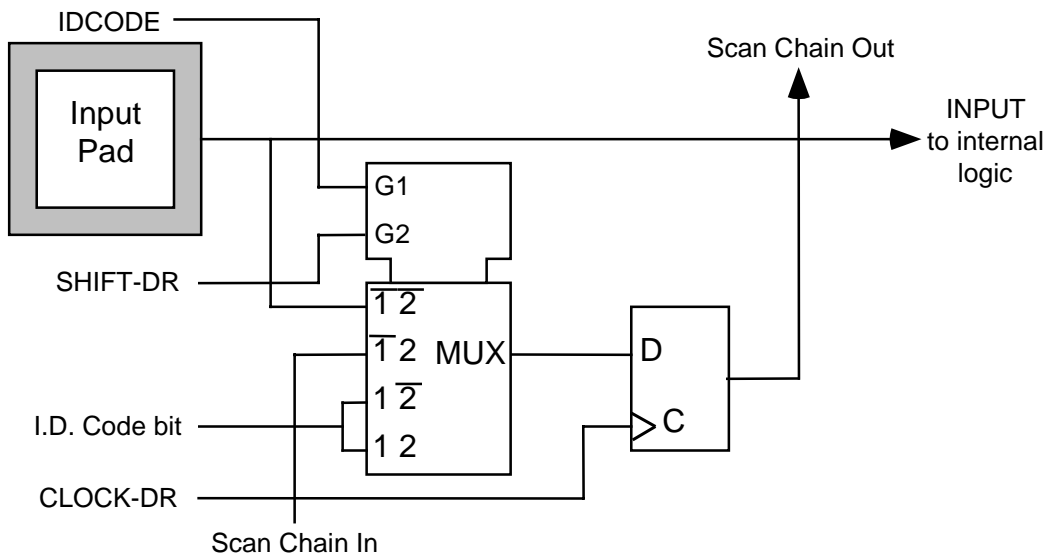 IDCODE
Input
Pad
Scan Chain Out
INPUT
to internal
logic
G1
G2
SHIFT-DR
1̅ 2̅
1̅ 2
MUX
1 2̅
1 2
I.D. Code bit
D
C
CLOCK-DR
Scan Chain In